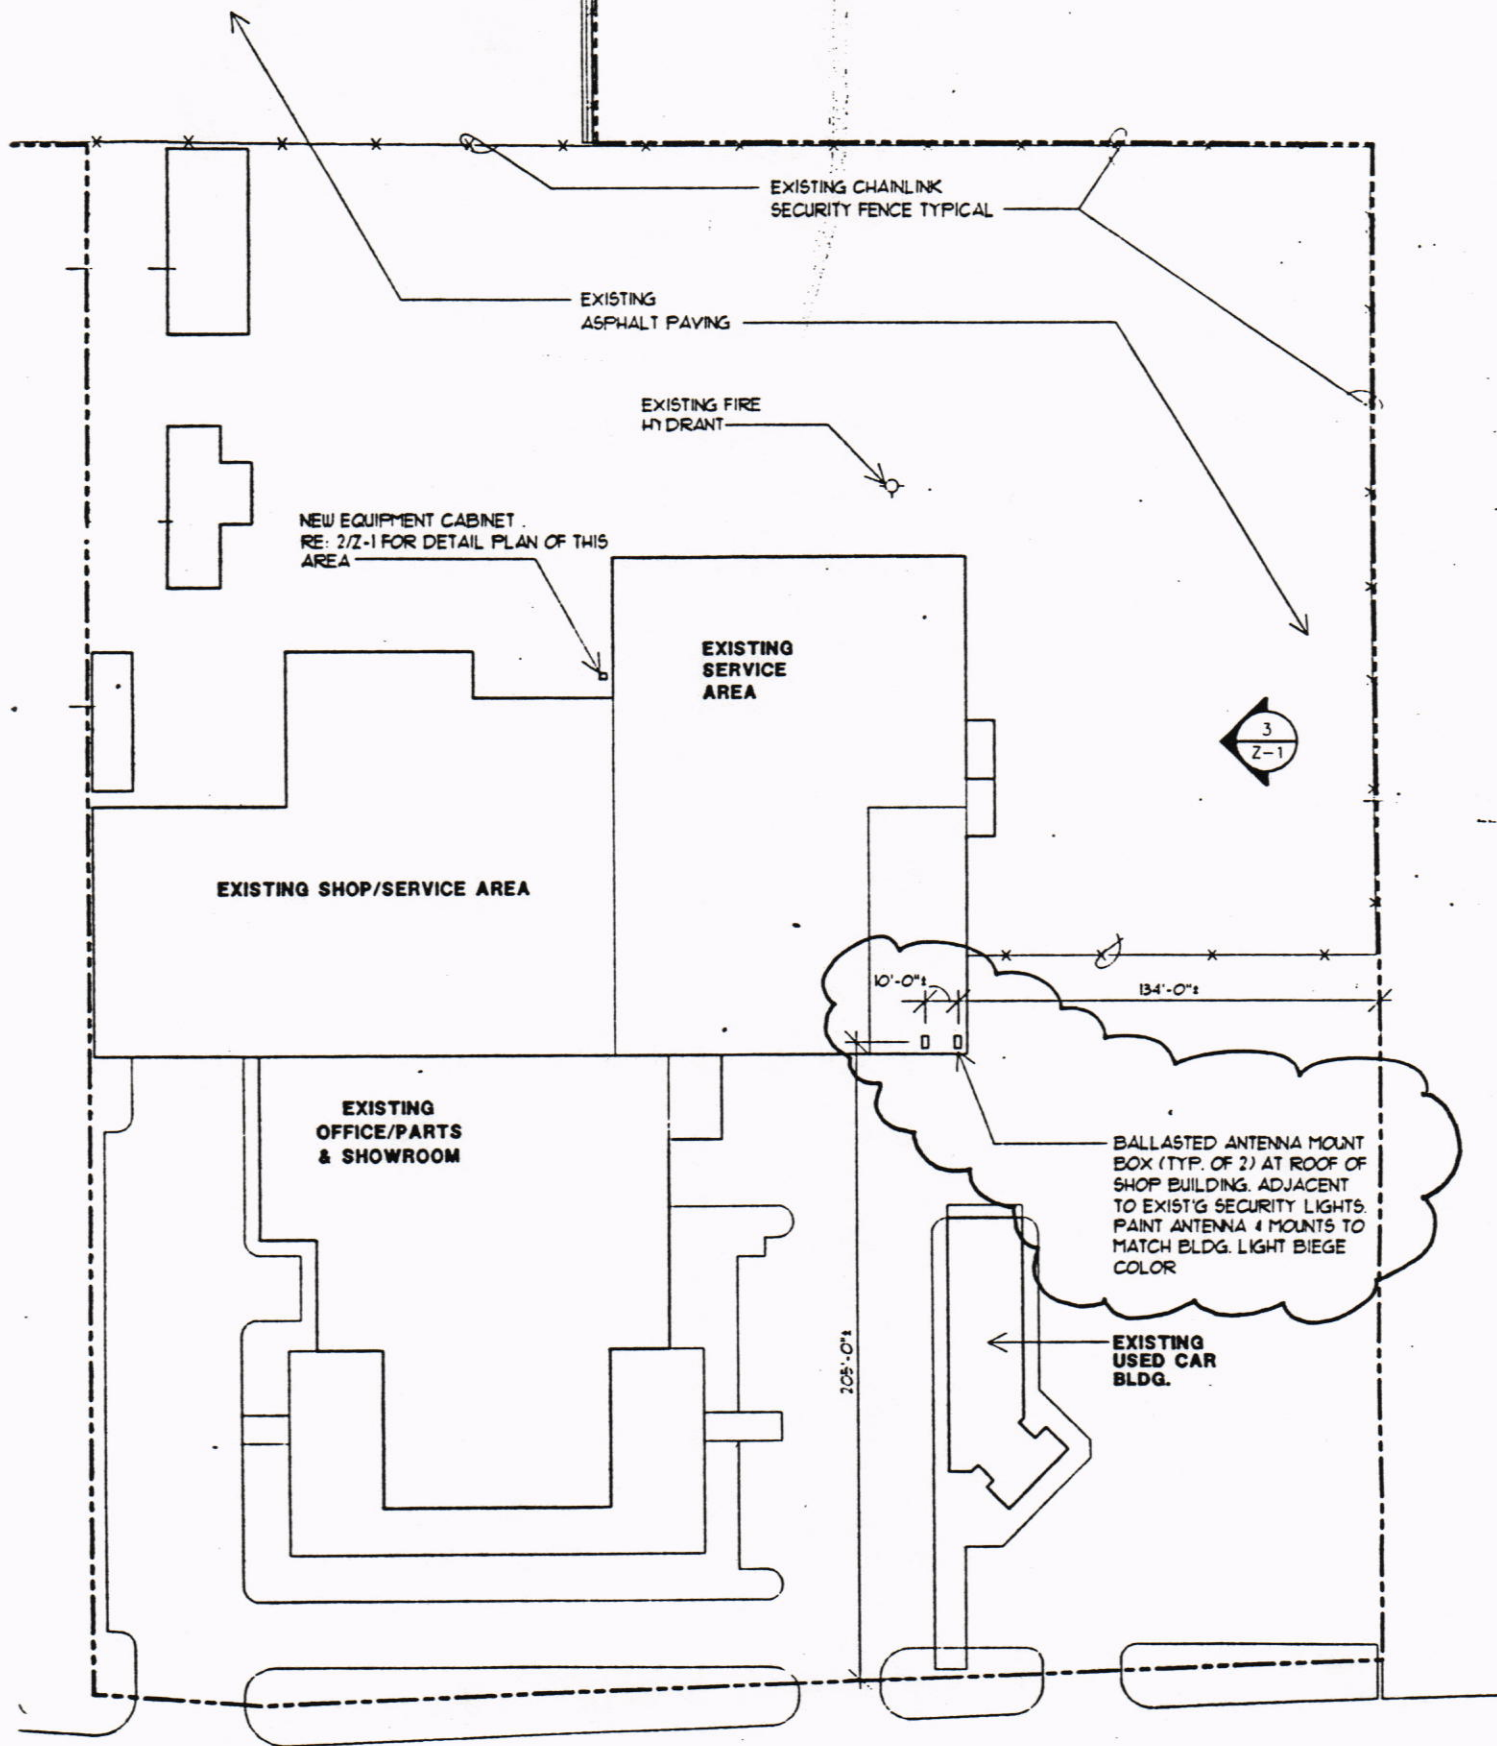 EXISTING CHAINLINK
SECURITY FENCE TYPICAL
EXISTING
ASPHALT PAVING
EXISTING FIRE
HYDRANT
NEW EQUIPMENT CABINET.
RE: 2/Z-1 FOR DETAIL PLAN OF THIS
AREA
EXISTING
SERVICE
AREA
3
Z-1
EXISTING SHOP/SERVICE AREA
10'-0"±
134'-0"±
EXISTING
OFFICE/PARTS
& SHOWROOM
BALLASTED ANTENNA MOUNT
BOX (TYP. OF 2) AT ROOF OF
SHOP BUILDING. ADJACENT
TO EXIST'G SECURITY LIGHTS.
PAINT ANTENNA & MOUNTS TO
MATCH BLDG. LIGHT BIEGE
COLOR
205'-0"±
EXISTING
USED CAR
BLDG.